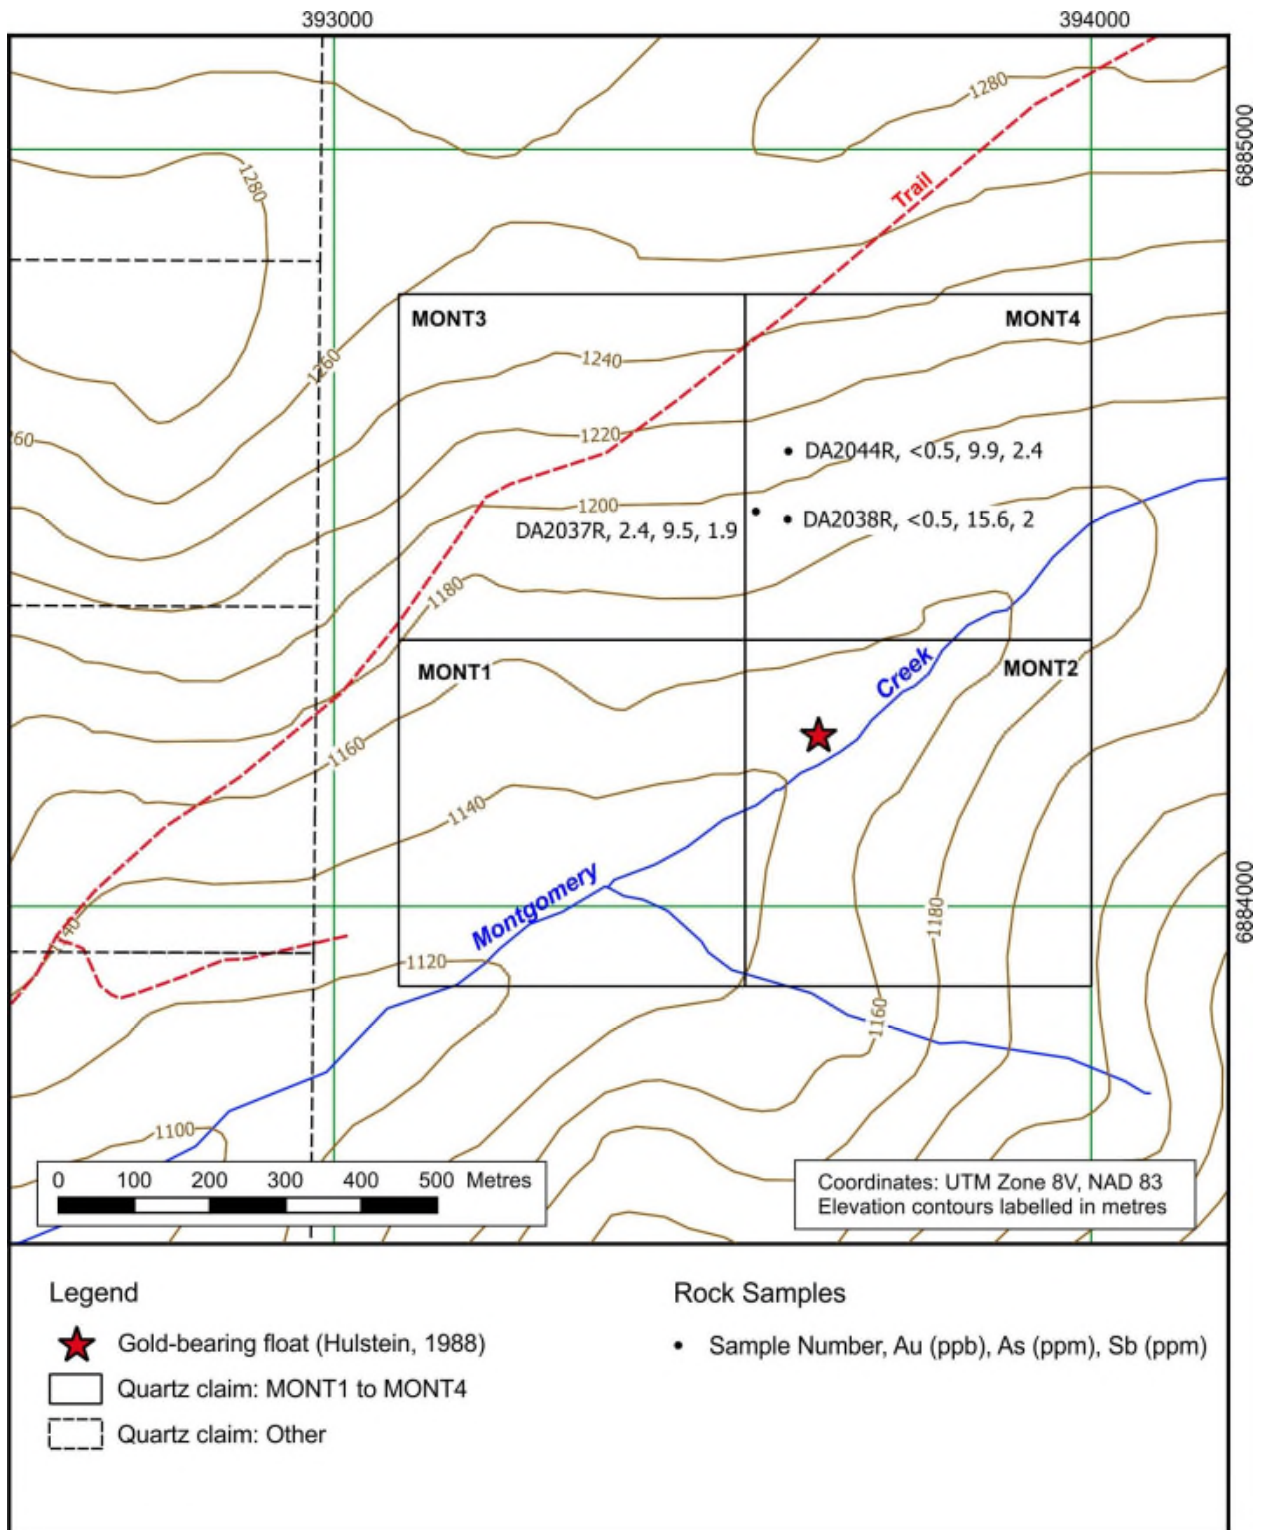 393000
394000
6885000
6884000
1280
1280
Trail
1260
MONT3
MONT4
1240
60
1220
DA2044R, <0.5, 9.9, 2.4
1200
DA2037R, 2.4, 9.5, 1.9
DA2038R, <0.5, 15.6, 2
1180
MONT1
Creek
MONT2
1160
1140
Montgomery
1180
1140
1120
1160
1100
0 100 200 300 400 500 Metres
Coordinates: UTM Zone 8V, NAD 83
Elevation contours labelled in metres
Legend
Gold-bearing float (Hulstein, 1988)
Quartz claim: MONT1 to MONT4
Quartz claim: Other
Rock Samples
Sample Number, Au (ppb), As (ppm), Sb (ppm)